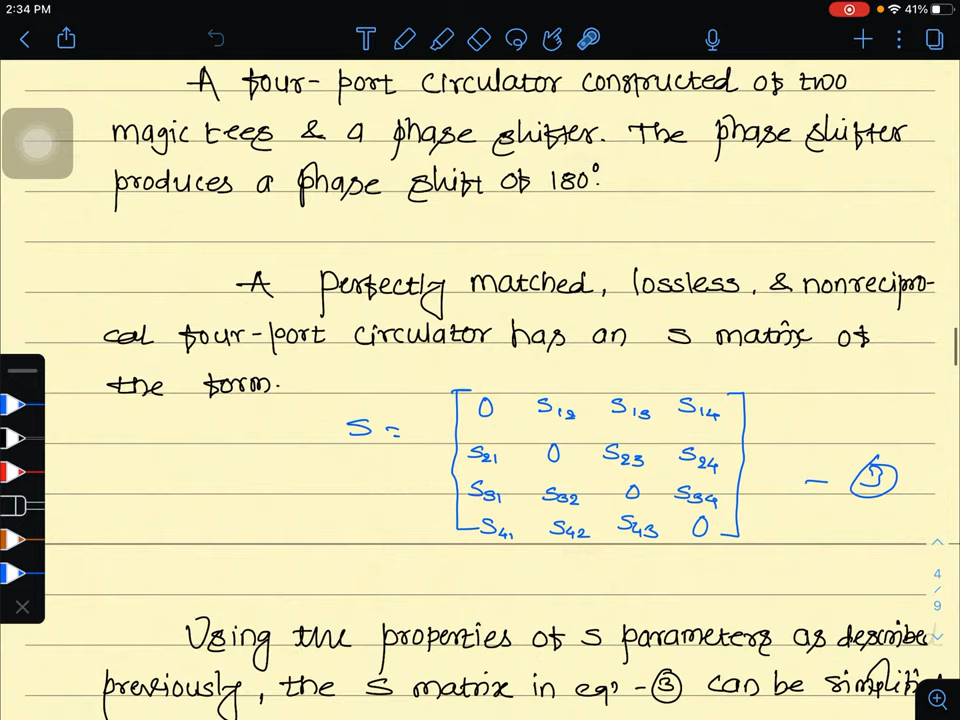 2:34 PM
41%
A four-port circulator constructed of two
magic tees & a phase shifter. The phase shifter
produces a phase shift of 180°.
A perfectly matched, lossless, & nonrecipro-
cal four-port circulator has an S matrix of
the form.
S = [ 0 S12 S13 S14
S21 0 S23 S24
S31 S32 0 S34
S41 S42 S43 0 ] - ③
4
/
9
Using the properties of S parameters as describe
previously, the S matrix in eqn - ③ can be simplifi